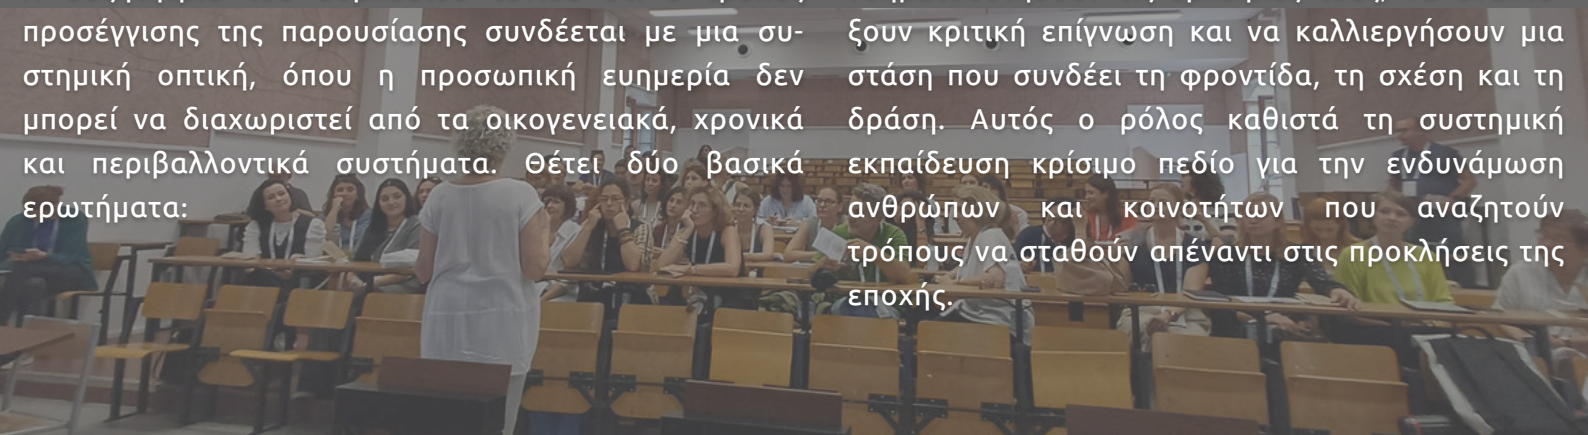 προσέγγισης της παρουσίασης συνδέεται με μια συ-
στημική οπτική, όπου η προσωπική ευημερία δεν
μπορεί να διαχωριστεί από τα οικογενειακά, χρονικά
και περιβαλλοντικά συστήματα. Θέτει δύο βασικά
ερωτήματα:
ξουν κριτική επίγνωση και να καλλιεργήσουν μια
στάση που συνδέει τη φροντίδα, τη σχέση και τη
δράση. Αυτός ο ρόλος καθιστά τη συστημική
εκπαίδευση κρίσιμο πεδίο για την ενδυνάμωση
ανθρώπων και κοινοτήτων που αναζητούν
τρόπους να σταθούν απέναντι στις προκλήσεις της
εποχής.